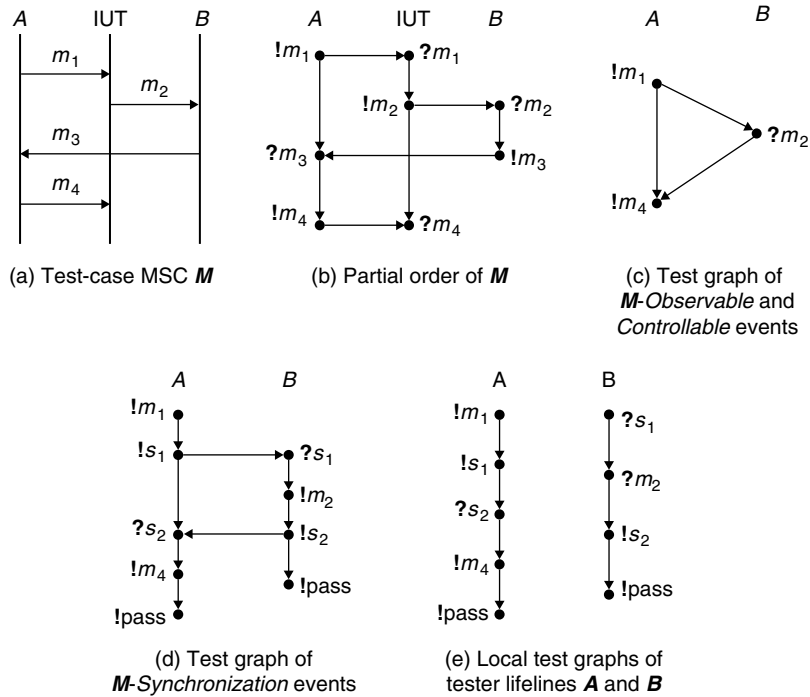 A IUT B
m1
m2
m3
m4
(a) Test-case MSC M
A IUT B
!m1 ?m1
!m2 ?m2
?m3 !m3
!m4 ?m4
(b) Partial order of M
A B
!m1
?m2
!m4
(c) Test graph of
M-Observable and
Controllable events
A B
!m1
!s1 ?s1
!m2
?s2 !s2
!m4 !pass
!pass
(d) Test graph of
M-Synchronization events
A B
!m1 ?s1
!s1 ?m2
?s2 !s2
!m4 !pass
!pass
(e) Local test graphs of
tester lifelines A and B